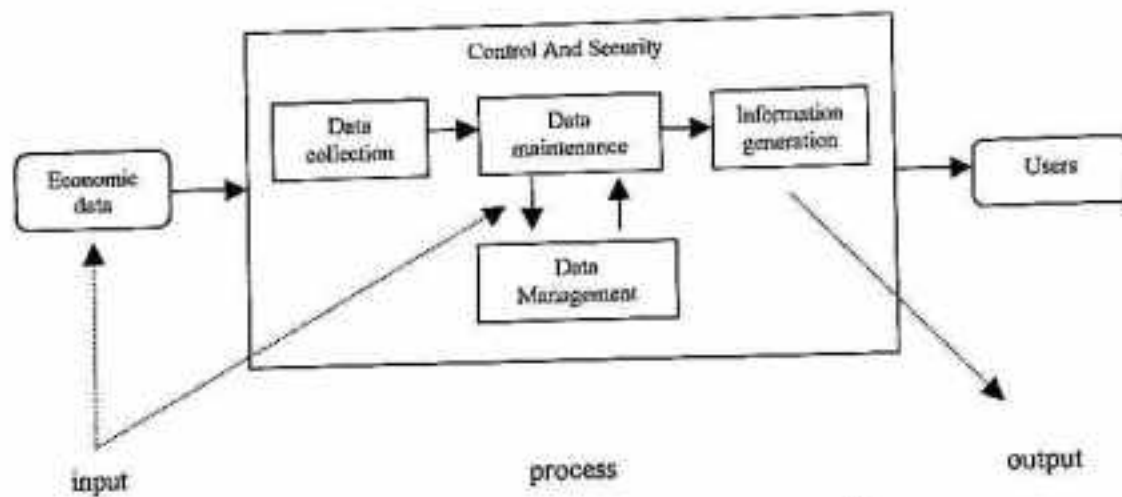 Control And Security
Data
collection
Data
maintenance
Information
generation
Economic
data
Users
Data
Management
input
process
output